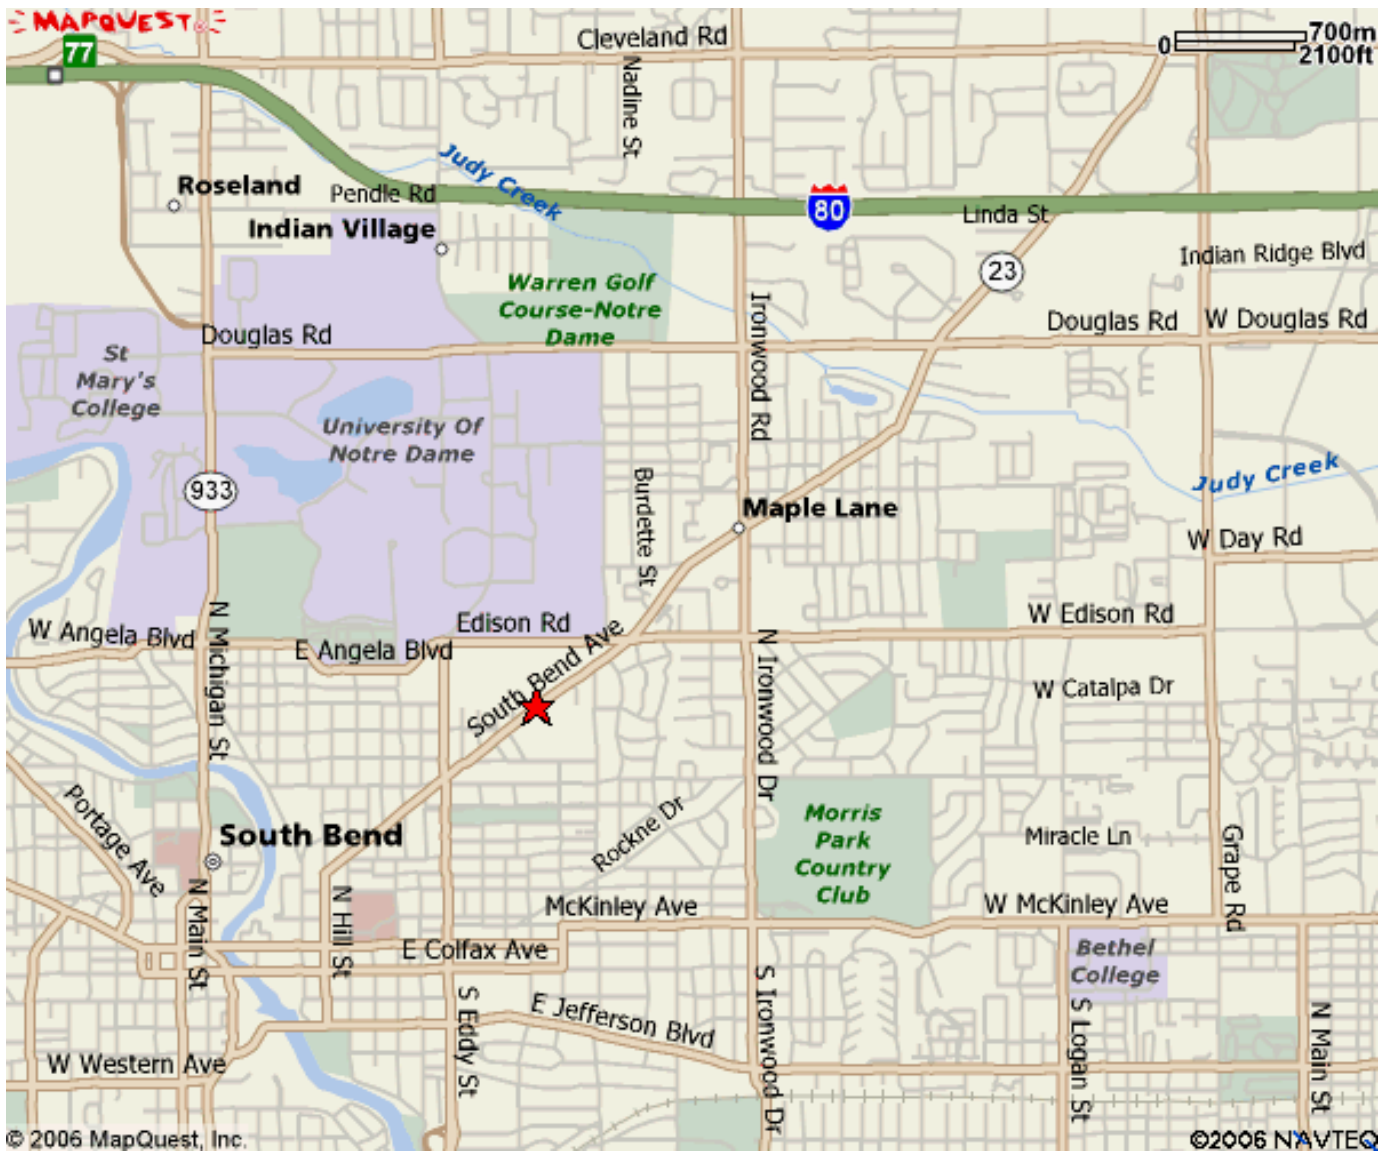 MAPQUEST
77
Cleveland Rd
0
700m
2100ft
Nadine St
Judy Creek
Roseland
Pendle Rd
80
Linda St
Indian Village
23
Indian Ridge Blvd
Warren Golf
Course-Notre
Dame
Ironwood Rd
Douglas Rd
Douglas Rd
W Douglas Rd
St
Mary's
College
University Of
Notre Dame
933
Burdette St
Judy Creek
Maple Lane
W Day Rd
W Angela Blvd
N Michigan St
E Angela Blvd
Edison Rd
South Bend Ave
N Ironwood Dr
W Edison Rd
W Catalpa Dr
Portage Ave
South Bend
Rockne Dr
Morris
Park
Country
Club
Miracle Ln
Grape Rd
N Main St
N Hill St
McKinley Ave
W McKinley Ave
E Colfax Ave
Bethel
College
S Eddy St
E Jefferson Blvd
S Ironwood Dr
S Logan St
N Main St
W Western Ave
© 2006 MapQuest, Inc.
©2006 NAVTEQ